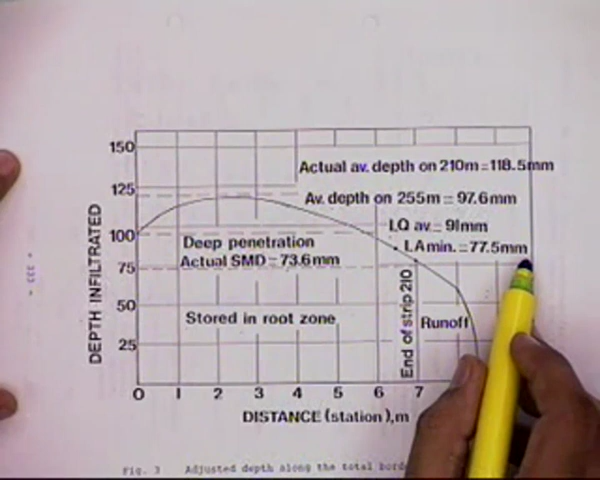 150
Actual av. depth on 210m = 118.5mm
125
Av. depth on 255m = 97.6mm
LQ av = 91mm
100
Deep penetration
LA min. = 77.5mm
Actual SMD = 73.6mm
75
DEPTH INFILTRATED
End of strip 210
50
Stored in root zone
Runoff
25
0 1 2 3 4 5 6 7
DISTANCE (station), m
Fig. 3 Adjusted depth along the total